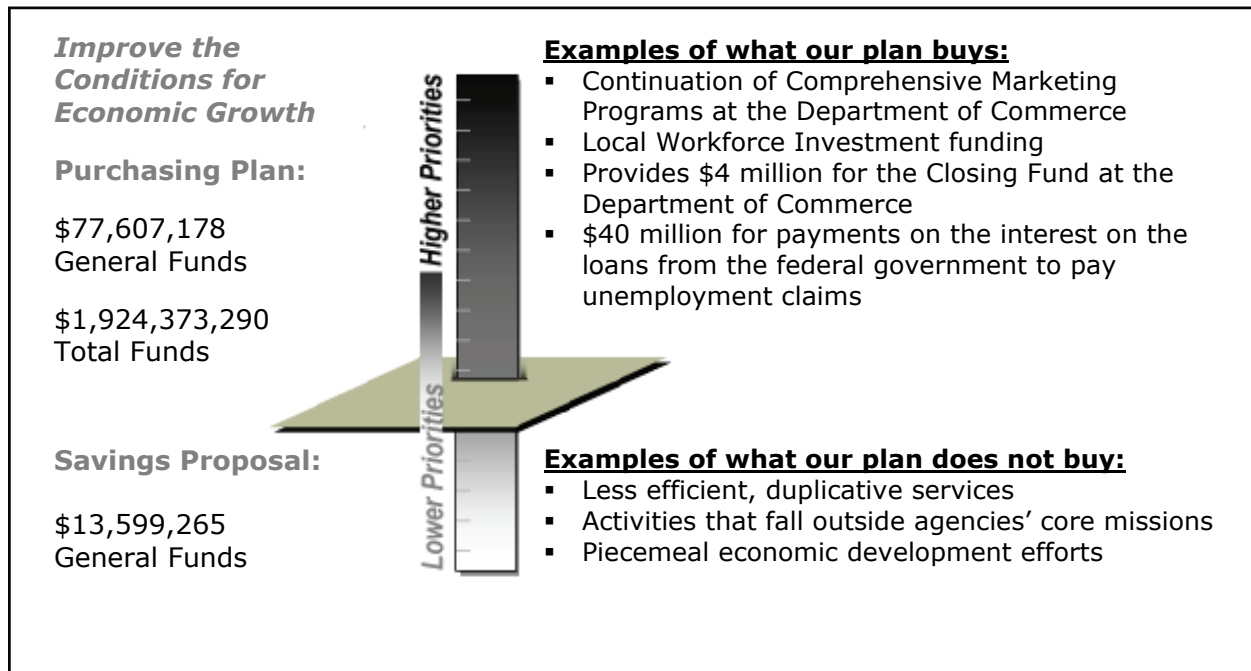 Improve the
Conditions for
Economic Growth
Purchasing Plan:
$77,607,178
General Funds
$1,924,373,290
Total Funds
Savings Proposal:
$13,599,265
General Funds
Higher Priorities
Lower Priorities
Examples of what our plan buys:
▪ Continuation of Comprehensive Marketing
Programs at the Department of Commerce
▪ Local Workforce Investment funding
▪ Provides $4 million for the Closing Fund at the
Department of Commerce
▪ $40 million for payments on the interest on the
loans from the federal government to pay
unemployment claims
Examples of what our plan does not buy:
▪ Less efficient, duplicative services
▪ Activities that fall outside agencies’ core missions
▪ Piecemeal economic development efforts